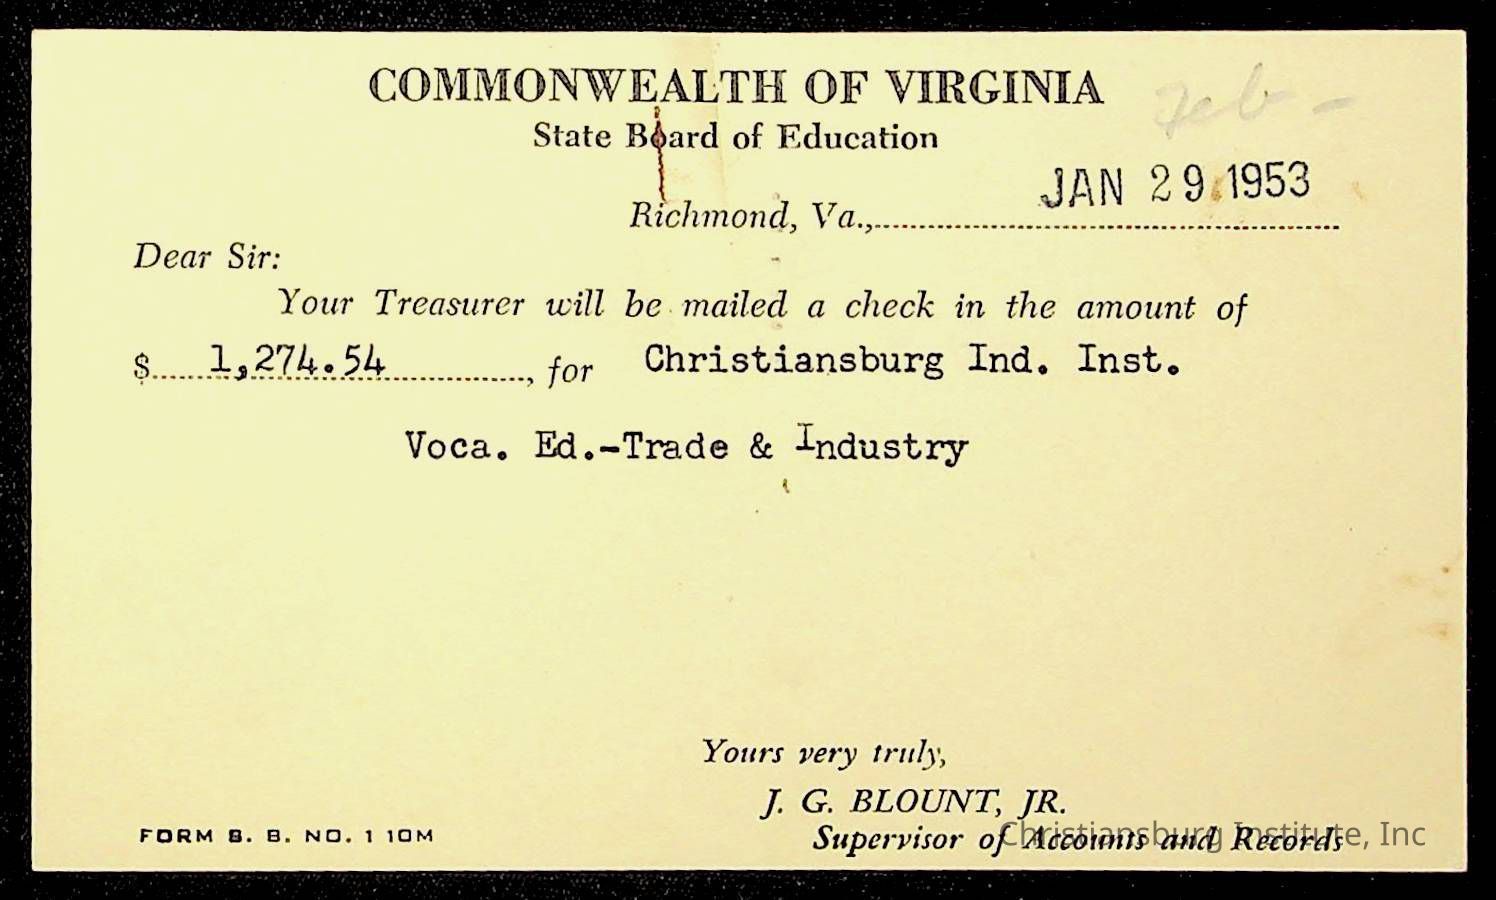 COMMONWEALTH OF VIRGINIA
Feb -
State Board of Education
JAN 29 1953
Richmond, Va.,
Dear Sir:
Your Treasurer will be mailed a check in the amount of
$ 1,274.54, for Christiansburg Ind. Inst.
Voca. Ed.-Trade & Industry
Yours very truly,
J. G. BLOUNT, JR.
Supervisor of Accounts and Records
FORM S. B. NO. 1 10M
Christiansburg Institute, Inc